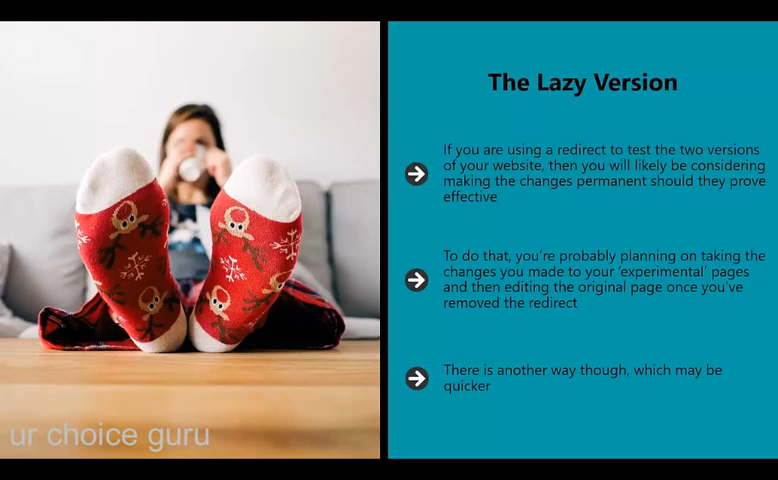 The Lazy Version
If you are using a redirect to test the two versions
of your website, then you will likely be considering
making the changes permanent should they prove
effective
To do that, you're probably planning on taking the
changes you made to your 'experimental' pages
and then editing the original page once you've
removed the redirect
There is another way though, which may be
quicker
ur choice guru